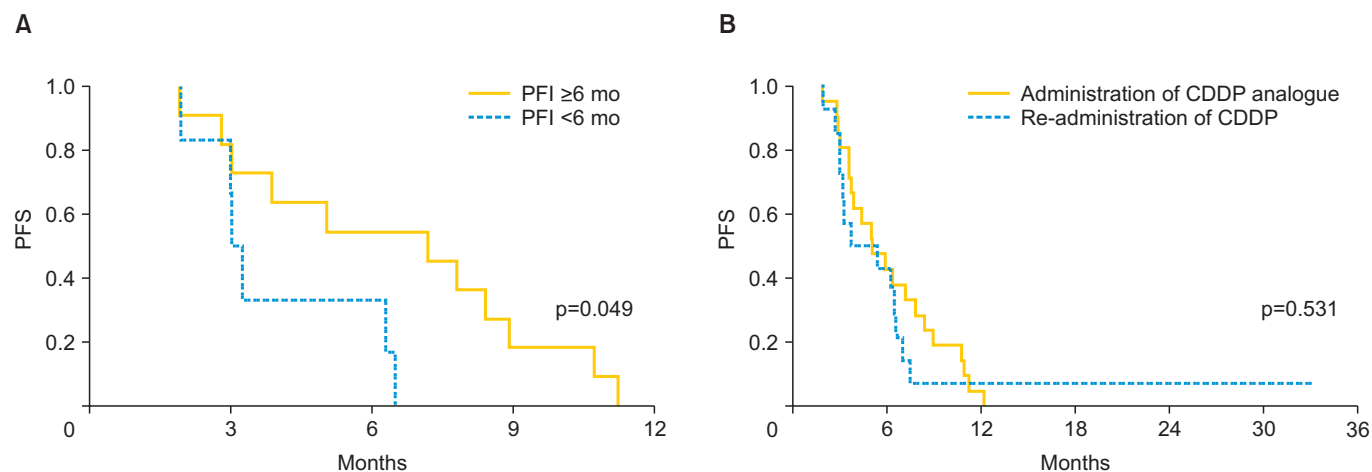 A
PFS
1.0
0.8
0.6
0.4
0.2
0
3
6
9
12
Months
PFI ≥6 mo
PFI <6 mo
p=0.049
B
PFS
1.0
0.8
0.6
0.4
0.2
0
6
12
18
24
30
36
Months
Administration of CDDP analogue
Re-administration of CDDP
p=0.531